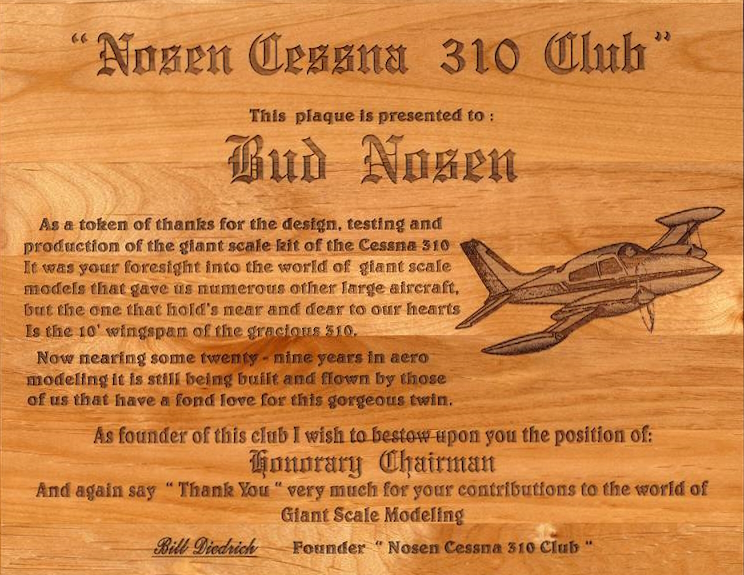 “Nosen Cessna 310 Club”
This plaque is presented to :
Bud Nosen
As a token of thanks for the design, testing and
production of the giant scale kit of the Cessna 310
It was your foresight into the world of giant scale
models that gave us numerous other large aircraft,
but the one that hold's near and dear to our hearts
Is the 10' wingspan of the gracious 310.
Now nearing some twenty - nine years in aero
modeling it is still being built and flown by those
of us that have a fond love for this gorgeous twin.
As founder of this club I wish to bestow upon you the position of:
Honorary Chairman
And again say “ Thank You ” very much for your contributions to the world of
Giant Scale Modeling
Bill Diedrich Founder “ Nosen Cessna 310 Club “